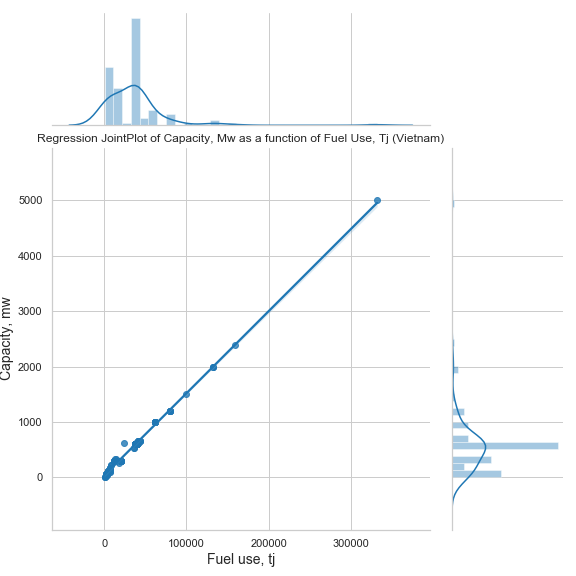 Regression JointPlot of Capacity, Mw as a function of Fuel Use, Tj (Vietnam)
5000
4000
3000
2000
1000
0
Capacity, mw
0 100000 200000 300000
Fuel use, tj